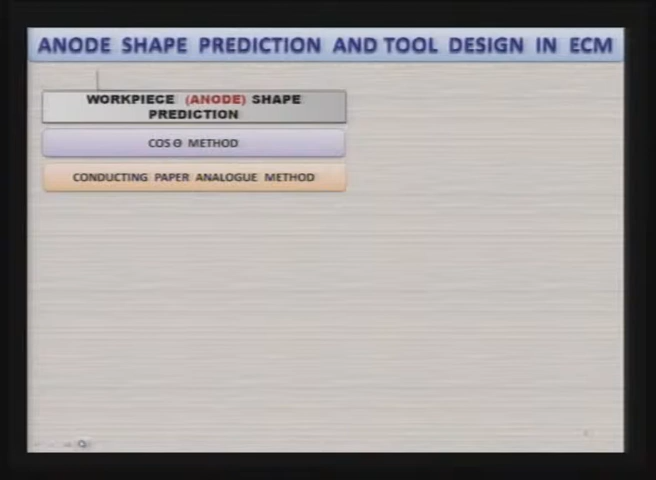 ANODE SHAPE PREDICTION AND TOOL DESIGN IN ECM
WORKPIECE (ANODE) SHAPE
PREDICTION
COS Θ METHOD
CONDUCTING PAPER ANALOGUE METHOD